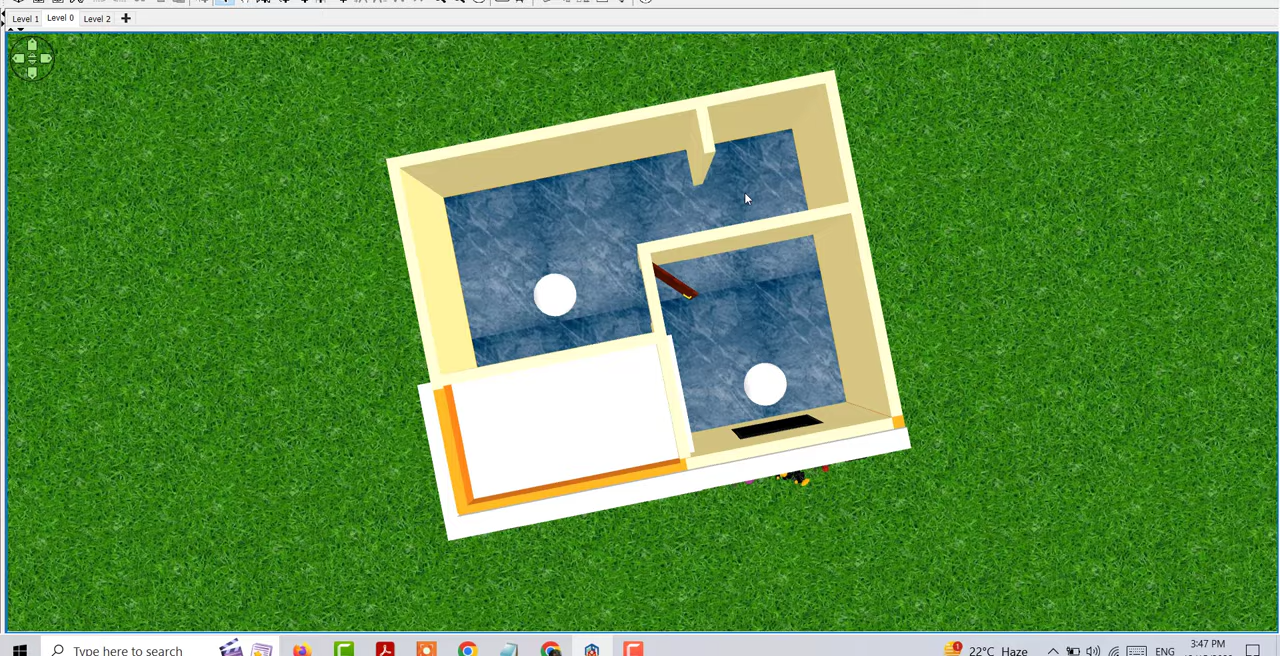 Level 1 Level 0 Level 2
Type here to search
22°C Haze
ENG
3:47 PM